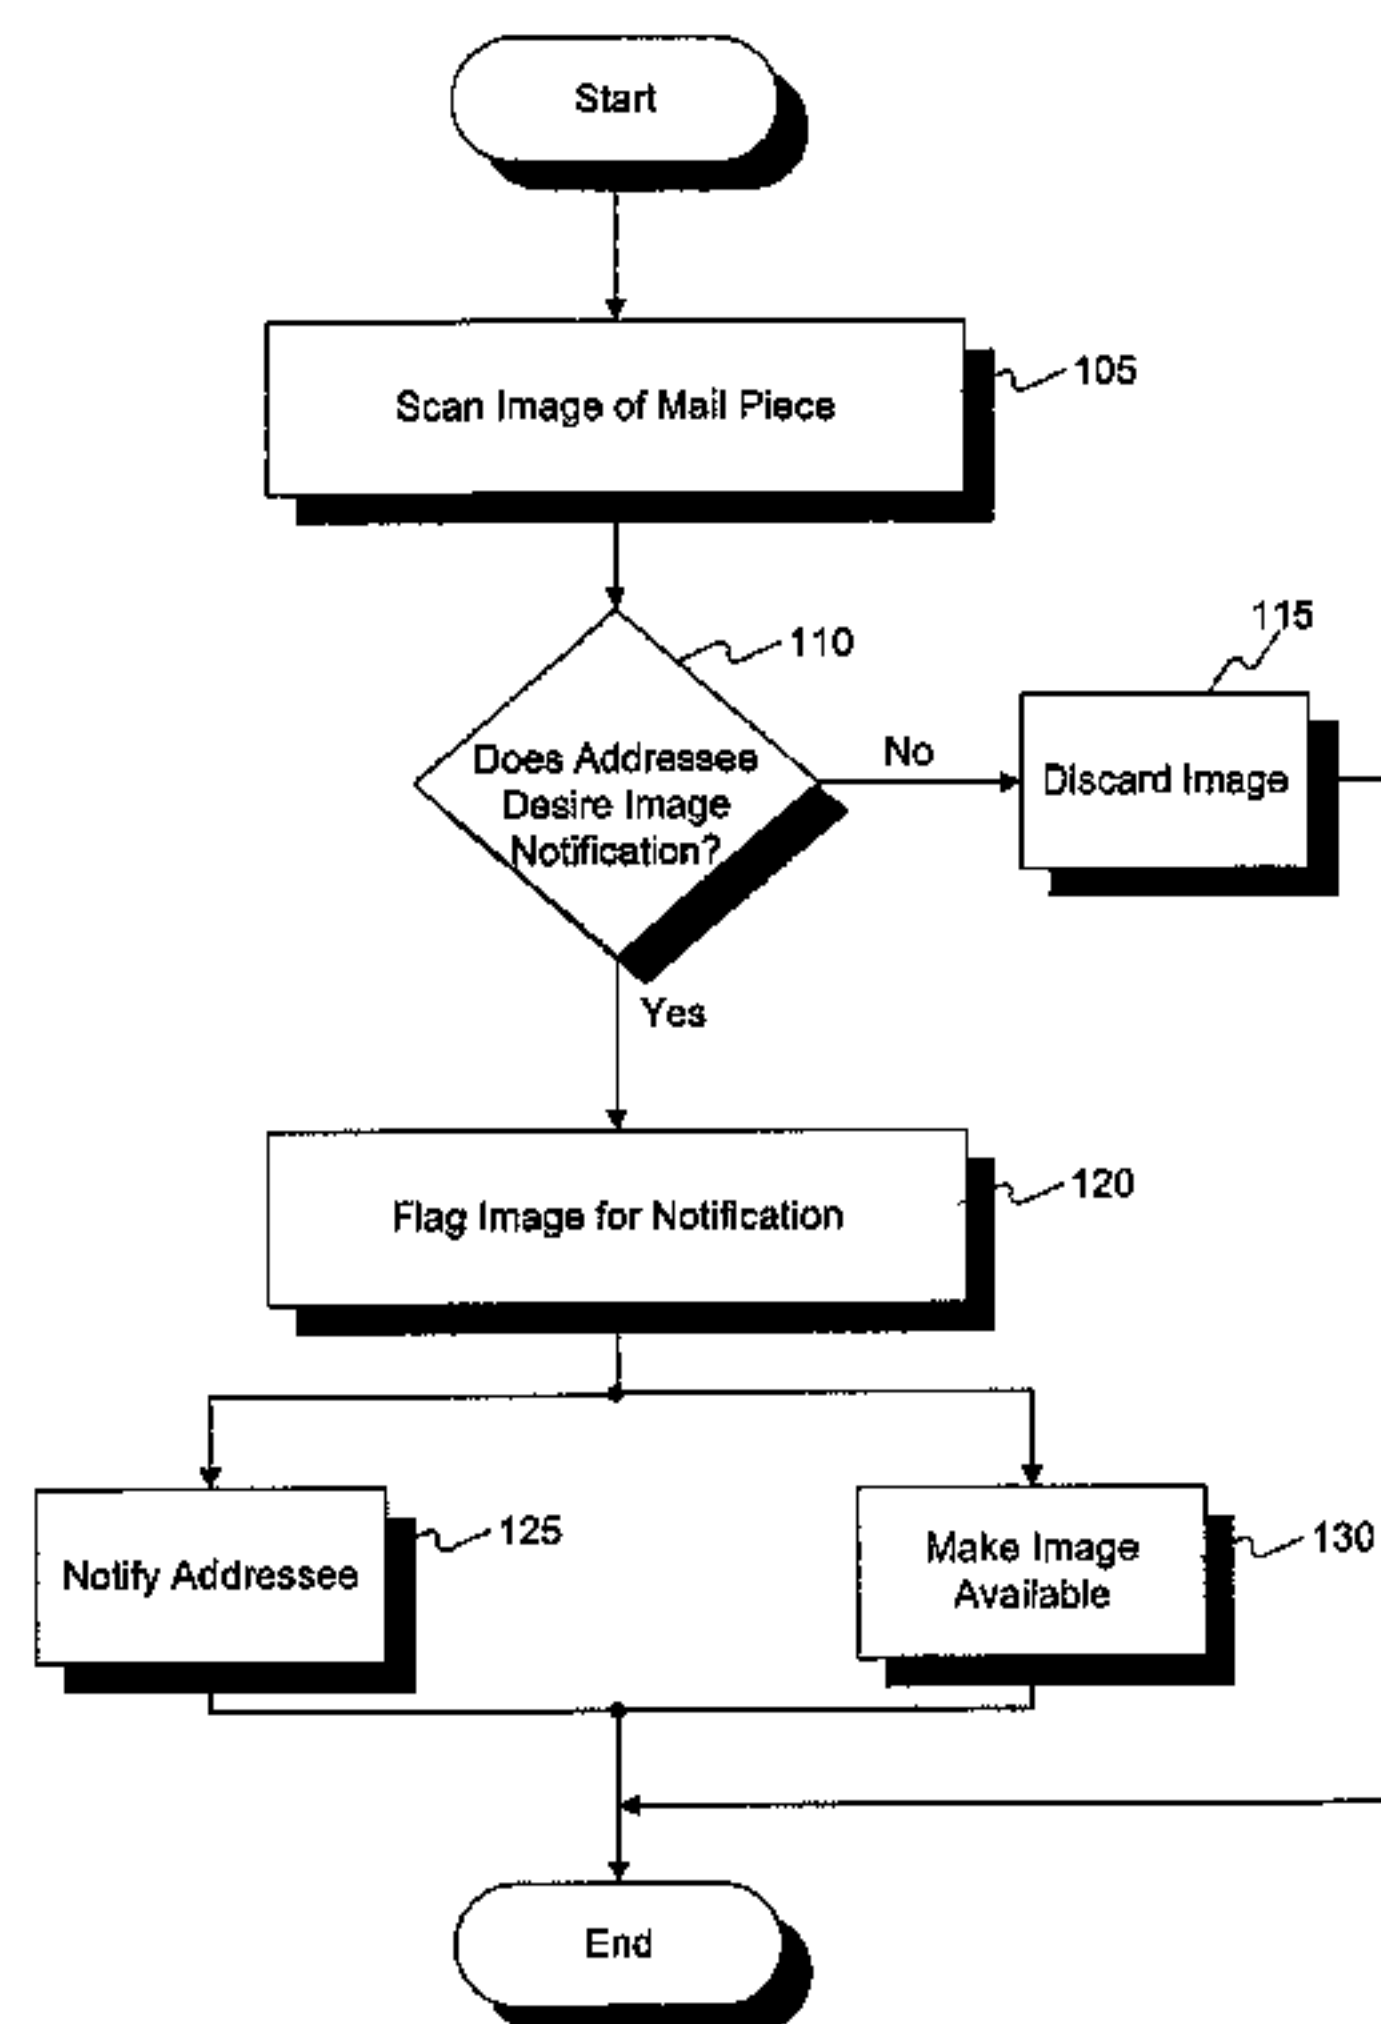 Start
Scan Image of Mail Piece
105
110
Does Addressee
Desire Image
Notification?
No
115
Discard Image
Yes
Flag Image for Notification
120
Notify Addressee
125
Make Image
Available
130
End